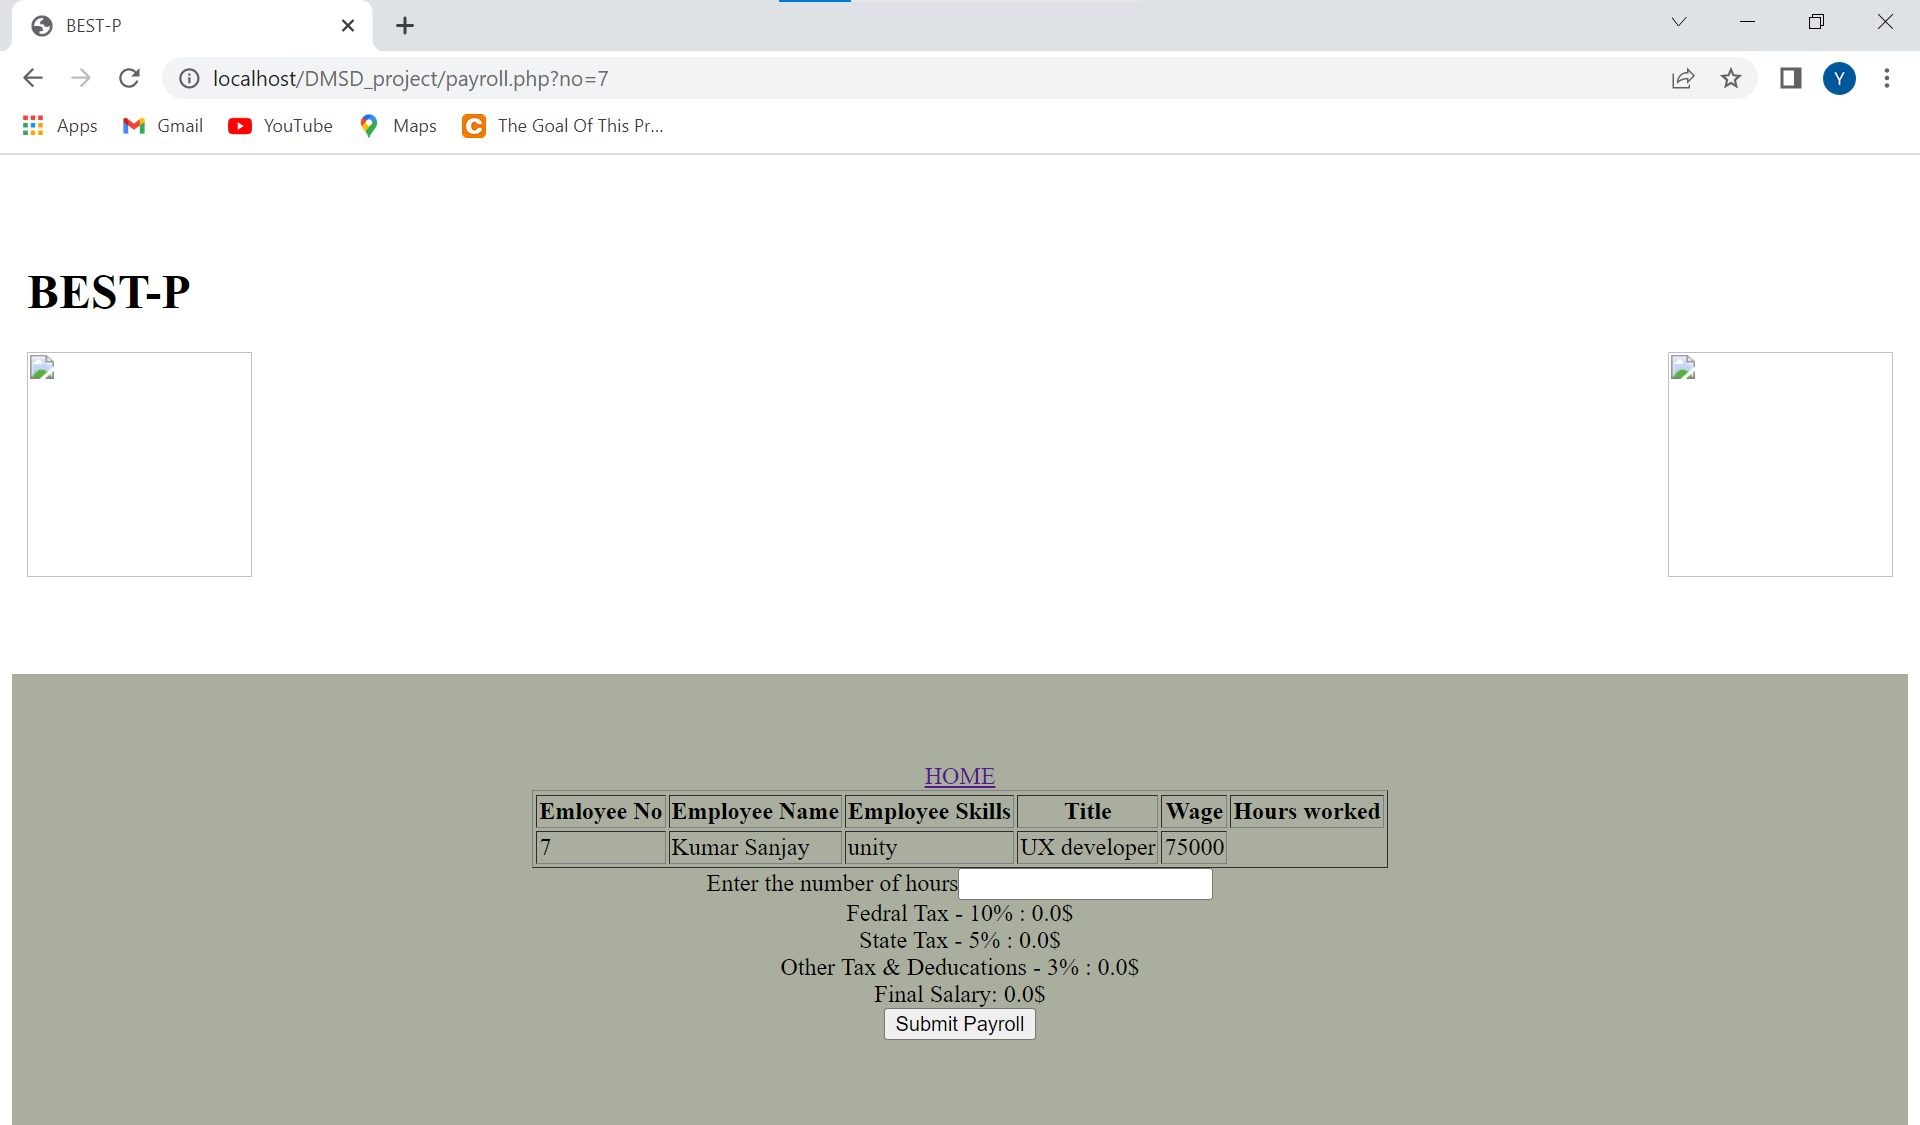 BEST-P
localhost/DMSD_project/payroll.php?no=7
Y
Apps Gmail YouTube Maps The Goal Of This Pr...
BEST-P
HOME
Emloyee No Employee Name Employee Skills Title Wage Hours worked
7 Kumar Sanjay unity UX developer 75000
Enter the number of hours
Fedral Tax - 10% : 0.0$
State Tax - 5% : 0.0$
Other Tax & Deducations - 3% : 0.0$
Final Salary: 0.0$
Submit Payroll